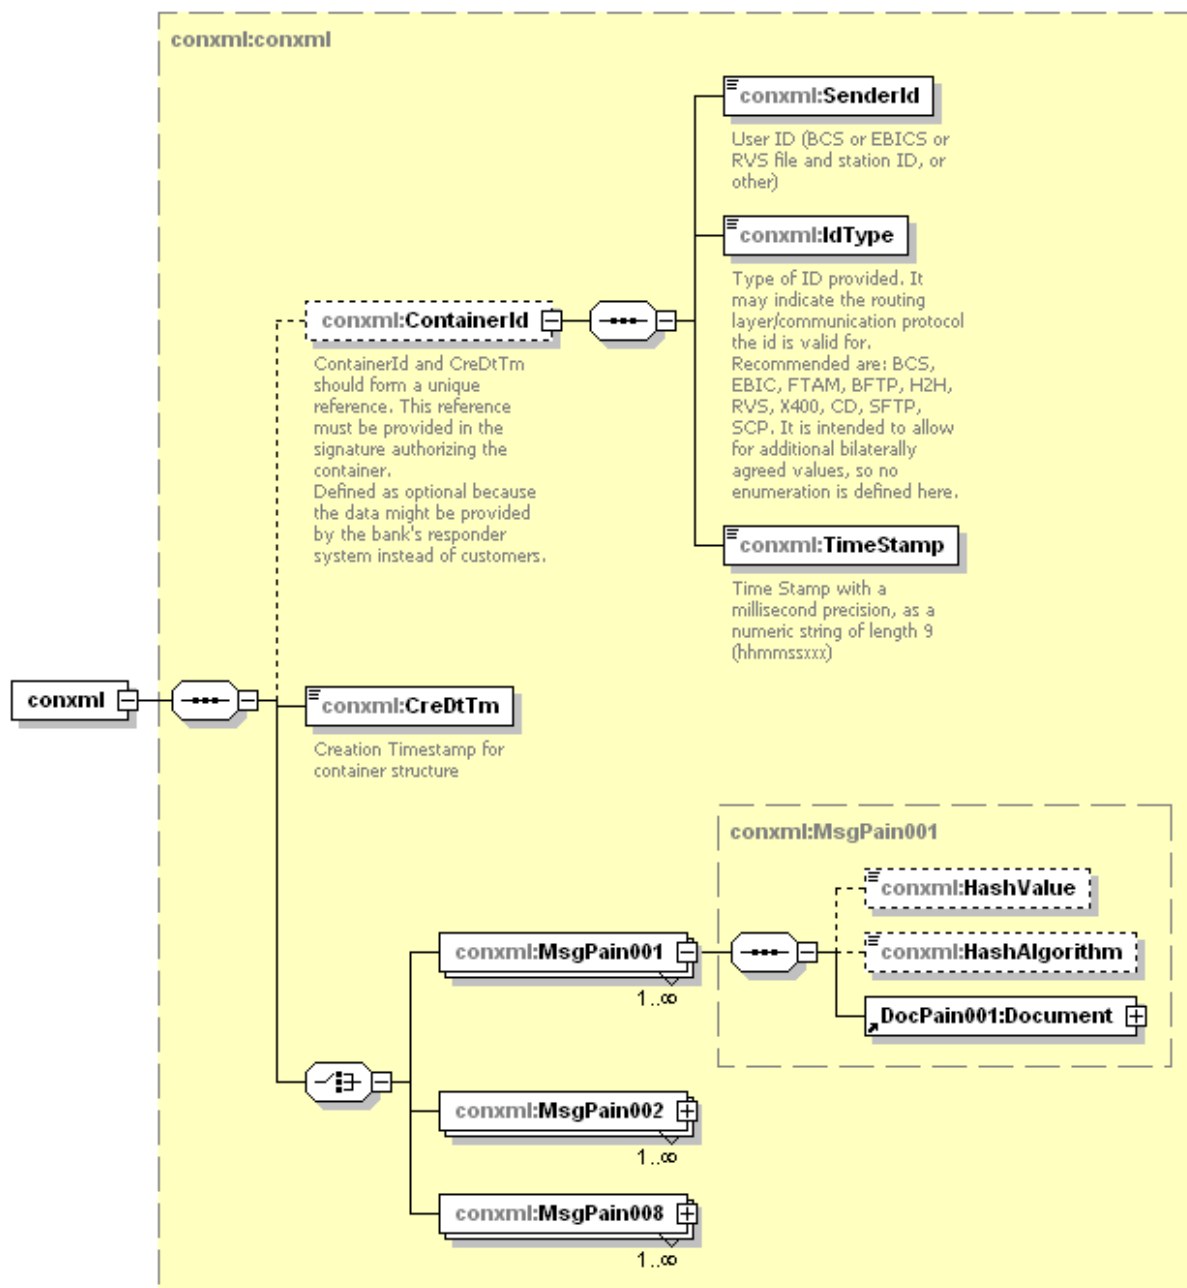 conxml:conxml
conxml:SenderId
User ID (BCS or EBICS or
RVS file and station ID, or
other)
conxml:IdType
Type of ID provided. It
may indicate the routing
layer/communication protocol
the id is valid for.
Recommended are: BCS,
EBIC, FTAM, BFTP, H2H,
RVS, X400, CD, SFTP,
SCP. It is intended to allow
for additional bilaterally
agreed values, so no
enumeration is defined here.
conxml:ContainerId
ContainerId and CreDtTm
should form a unique
reference. This reference
must be provided in the
signature authorizing the
container.
Defined as optional because
the data might be provided
by the bank's responder
system instead of customers.
conxml:TimeStamp
Time Stamp with a
millisecond precision, as a
numeric string of length 9
(hhmmssxxx)
conxml
conxml:CreDtTm
Creation Timestamp for
container structure
conxml:MsgPain001
conxml:HashValue
conxml:MsgPain001
1..∞
conxml:HashAlgorithm
DocPain001:Document
conxml:MsgPain002
1..∞
conxml:MsgPain008
1..∞